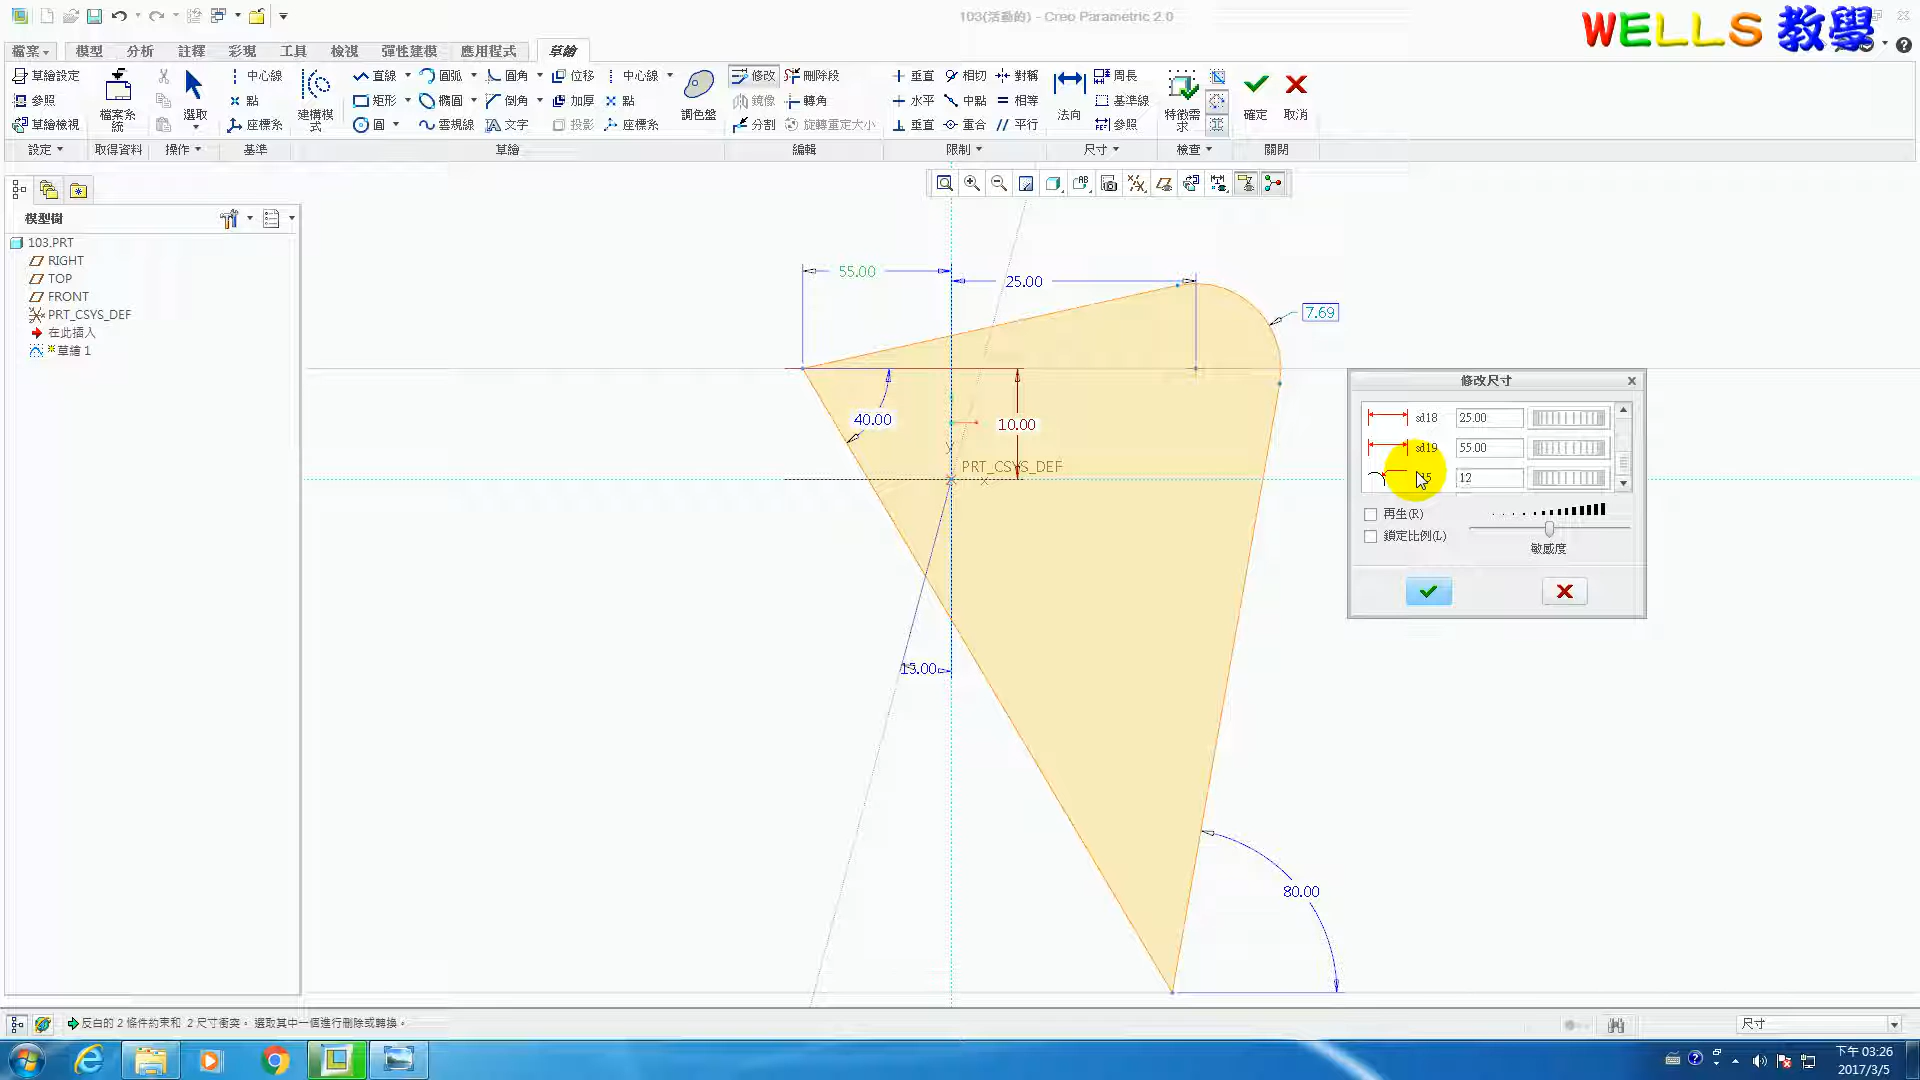 103(活動的) - Creo Parametric 2.0
WELLS 教學
檔案 模型 分析 註釋 彩現 工具 檢視 彈性建模 應用程式 草繪
草繪設定 中心線 直線 圓弧 圓角 位移 中心線 修改 刪除段 垂直 相切 對稱 周長
參照 點 矩形 橢圓 倒角 加厚 點 鏡像 轉角 水平 中點 相等 基準線
草繪檢視 座標系 圓 雲規線 文字 投影 座標系 分割 旋轉重定大小 垂直 重合 平行 參照
檔案系統 選取 建構模式 調色盤 法向 特徵需求 確定 取消
設定 取得資料 操作 基準 草繪 編輯 限制 尺寸 檢查 關閉
模型樹
103.PRT
RIGHT
TOP
FRONT
PRT_CSYS_DEF
在此插入
草繪 1
55.00
25.00
7.69
40.00
10.00
PRT_CSYS_DEF
Y
X
15.00
80.00
修改尺寸
sd18 25.00
sd19 55.00
12
再生(R)
鎖定比例(L)
敏感度
反白的 2 條件約束和 2 尺寸衝突。 選取其中一個進行刪除或轉換。
尺寸
下午 03:26
2017/3/5